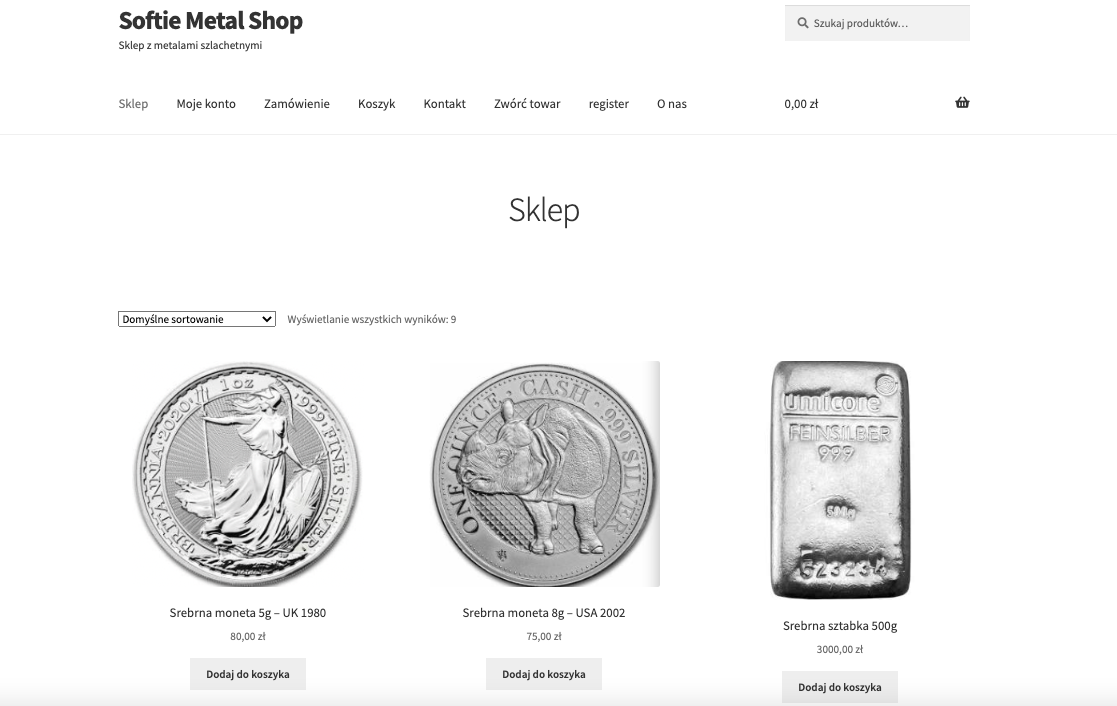 Softie Metal Shop
Sklep z metalami szlachetnymi
Szukaj produktów…
Sklep Moje konto Zamówienie Koszyk Kontakt Zwórć towar register O nas 0,00 zł
Sklep
Domyślne sortowanie Wyświetlanie wszystkich wyników: 9
BRITANNIA · 2020 · 1 oz · 999 · FINE · SILVER
ONE OUNCE · CASH · 999 SILVER
umicore
FEINSILBER
999
500g
Srebrna moneta 5g – UK 1980
80,00 zł
Dodaj do koszyka
Srebrna moneta 8g – USA 2002
75,00 zł
Dodaj do koszyka
Srebrna sztabka 500g
3000,00 zł
Dodaj do koszyka